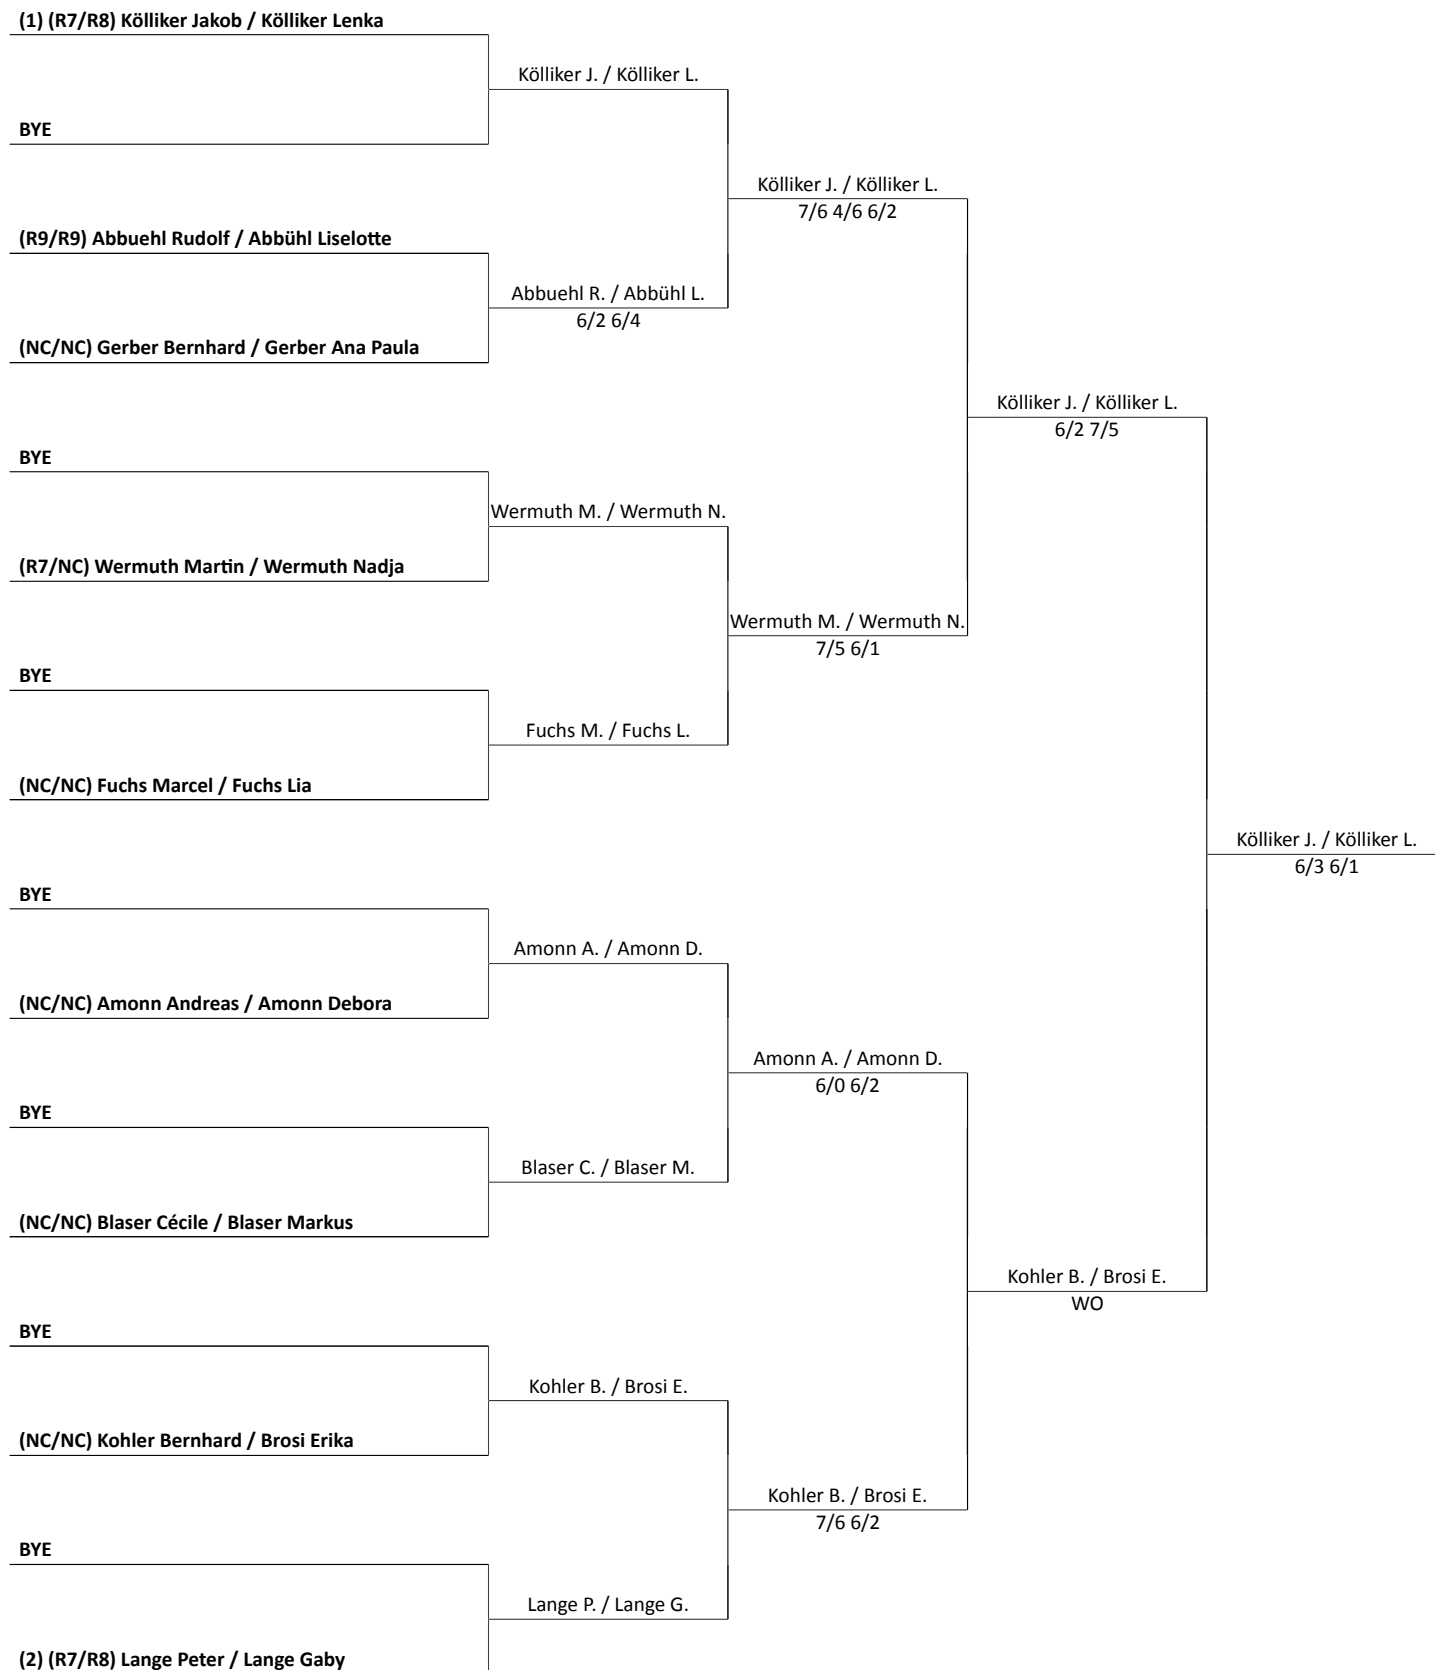 (1) (R7/R8) Kölliker Jakob / Kölliker Lenka
Kölliker J. / Kölliker L.
BYE
Kölliker J. / Kölliker L.
7/6 4/6 6/2
(R9/R9) Abbuehl Rudolf / Abbühl Liselotte
Abbuehl R. / Abbühl L.
6/2 6/4
(NC/NC) Gerber Bernhard / Gerber Ana Paula
Kölliker J. / Kölliker L.
6/2 7/5
BYE
Wermuth M. / Wermuth N.
(R7/NC) Wermuth Martin / Wermuth Nadja
Wermuth M. / Wermuth N.
7/5 6/1
BYE
Fuchs M. / Fuchs L.
(NC/NC) Fuchs Marcel / Fuchs Lia
Kölliker J. / Kölliker L.
6/3 6/1
BYE
Amonn A. / Amonn D.
(NC/NC) Amonn Andreas / Amonn Debora
Amonn A. / Amonn D.
6/0 6/2
BYE
Blaser C. / Blaser M.
(NC/NC) Blaser Cécile / Blaser Markus
Kohler B. / Brosi E.
WO
BYE
Kohler B. / Brosi E.
(NC/NC) Kohler Bernhard / Brosi Erika
Kohler B. / Brosi E.
7/6 6/2
BYE
Lange P. / Lange G.
(2) (R7/R8) Lange Peter / Lange Gaby